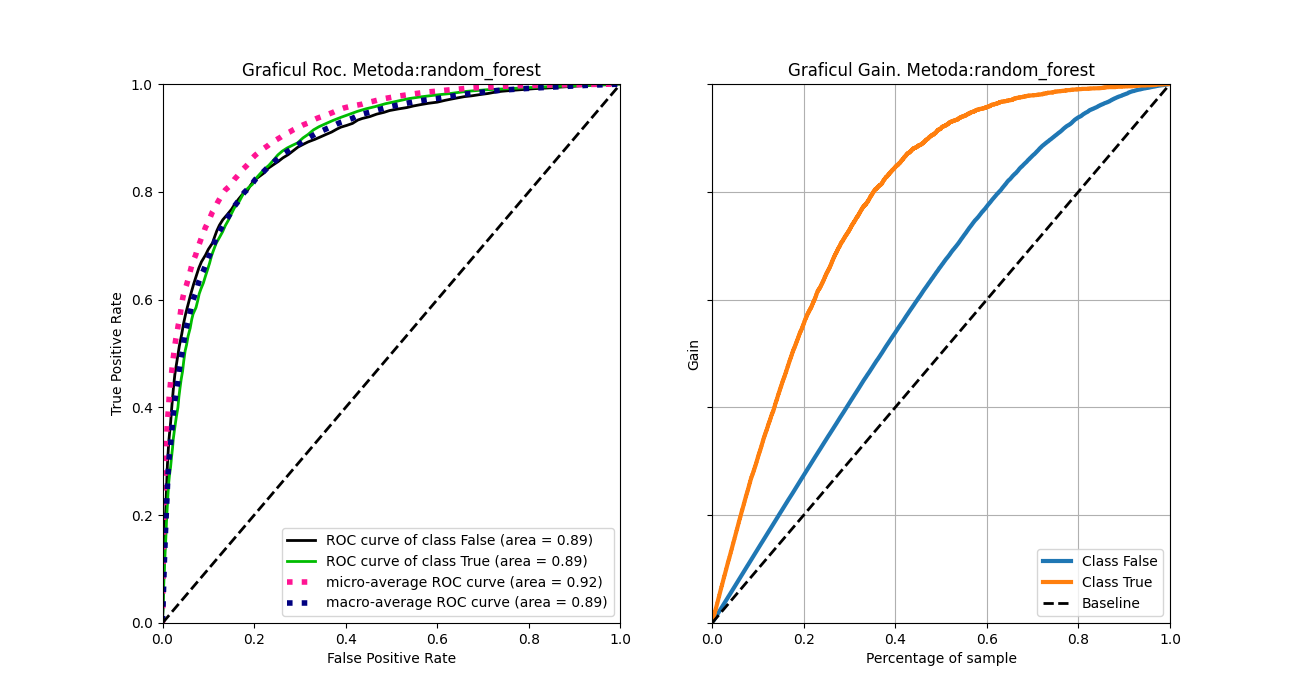 Graficul Roc. Metoda:random_forest
1.0
0.8
0.6
0.4
0.2
0.0
True Positive Rate
0.0 0.2 0.4 0.6 0.8 1.0
False Positive Rate
ROC curve of class False (area = 0.89)
ROC curve of class True (area = 0.89)
micro-average ROC curve (area = 0.92)
macro-average ROC curve (area = 0.89)
Graficul Gain. Metoda:random_forest
Gain
0.0 0.2 0.4 0.6 0.8 1.0
Percentage of sample
Class False
Class True
Baseline